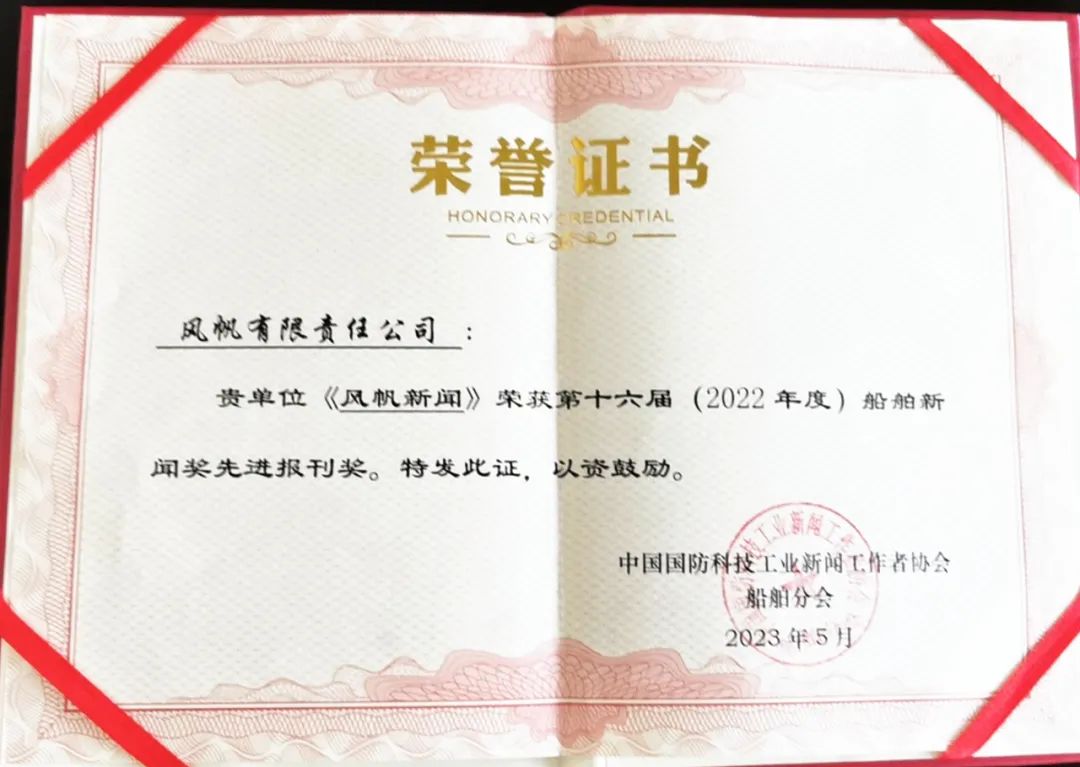 荣誉证书
HONORARY CREDENTIAL
风帆有限责任公司：
贵单位《风帆新闻》荣获第十六届（2022年度）船舶新
闻奖先进报刊奖。特发此证，以资鼓励。
中国国防科技工业新闻工作者协会
船舶分会
2023年5月